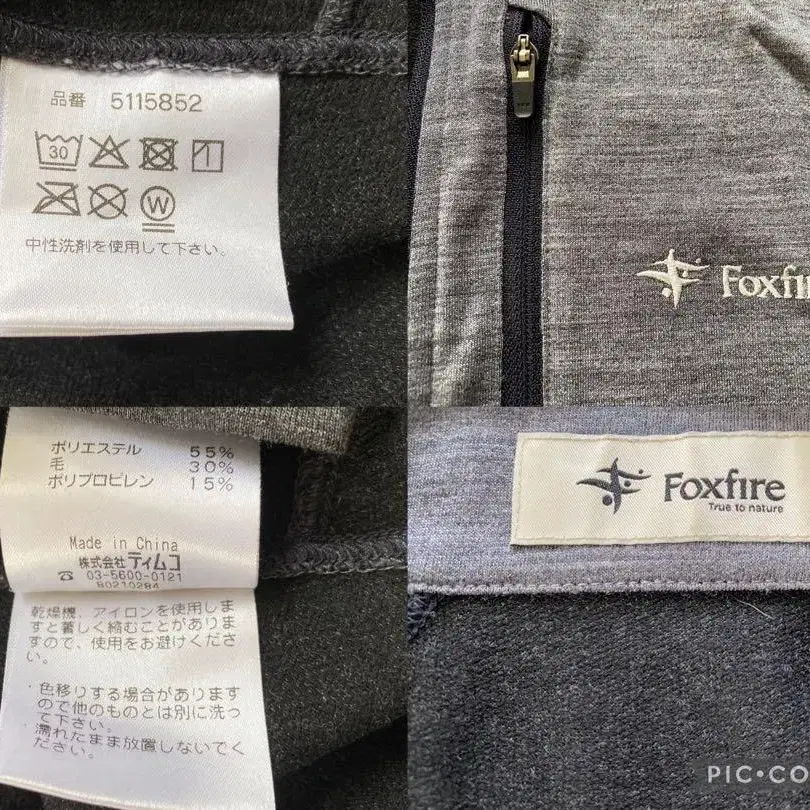 品番 5115852
30
W
中性洗剤を使用して下さい。
Foxfire
ポリエステル 55%
毛 30%
ポリプロピレン 15%
Made in China
株式会社ティムコ
☎ 03-5600-0121
80210284
乾燥機、アイロンを使用しま
すと著しく縮むことがありま
すので、使用をお避けくださ
い。
・色移りする場合があります
ので他のものとは別に洗っ
て下さい。
・濡れたまま放置しないでく
ださい。
Foxfire
True to nature
PIC•CO